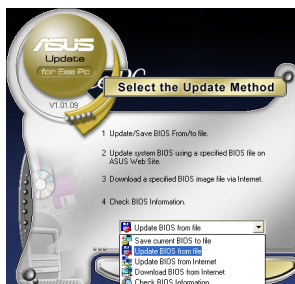 ASUS
Update
for Eee Pc
V1.01.09
Select the Update Method
1 Update/Save BIOS From/to file.
2 Update system BIOS using a specified BIOS file on
ASUS Web Site.
3 Download a specified BIOS image file via Internet.
4 Check BIOS Information.
Update BIOS from file
Save current BIOS to file
Update BIOS from file
Update BIOS from Internet
Download BIOS from Internet
Check BIOS Information